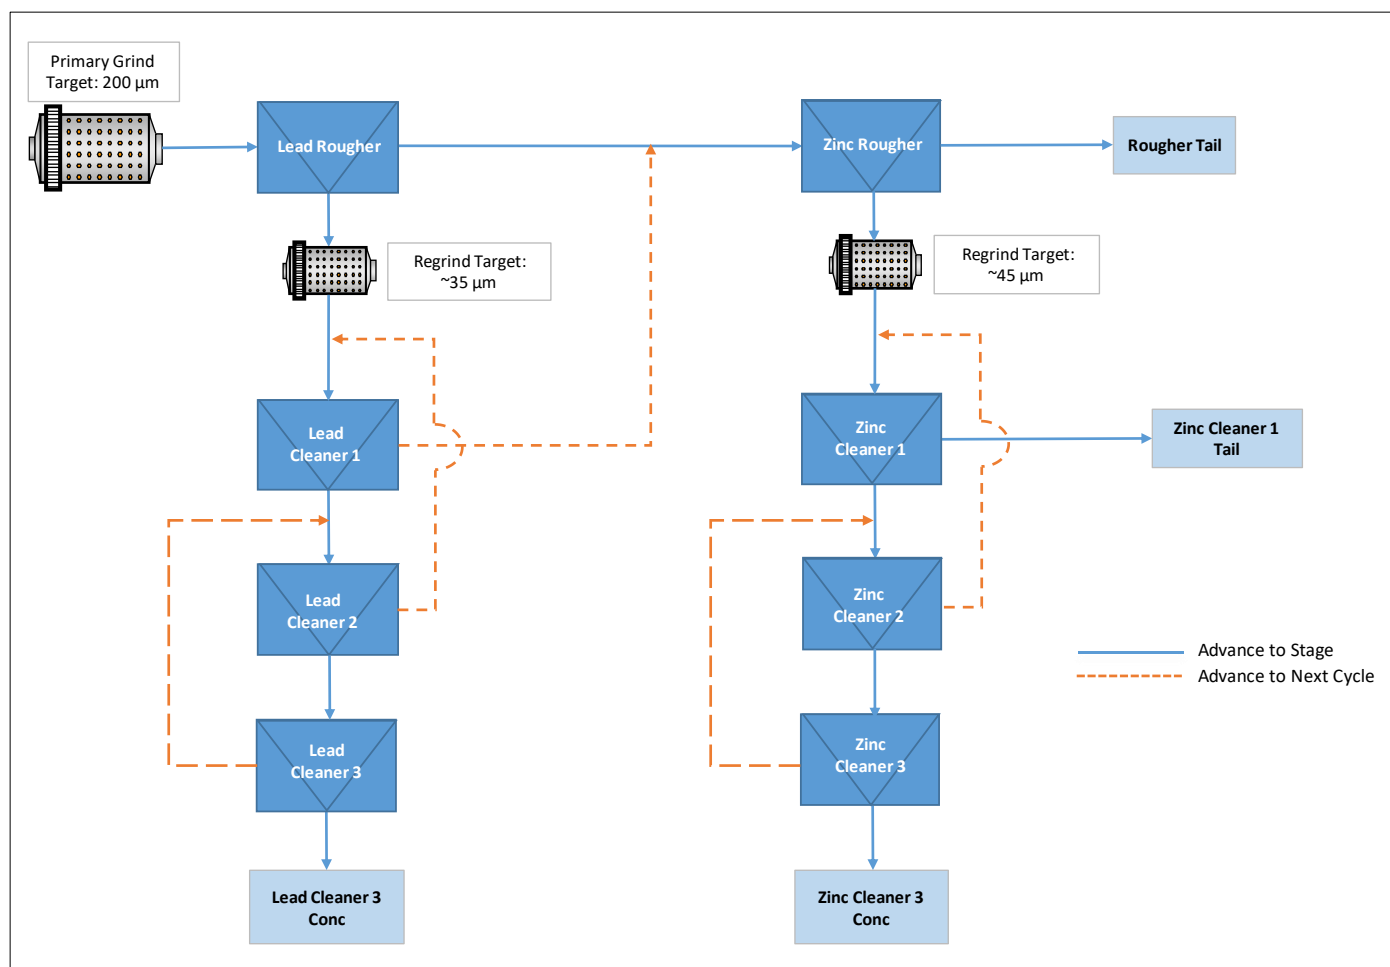 Primary Grind
Target: 200 µm
Lead Rougher
Zinc Rougher
Rougher Tail
Regrind Target:
~35 µm
Regrind Target:
~45 µm
Lead
Cleaner 1
Zinc
Cleaner 1
Zinc Cleaner 1
Tail
Lead
Cleaner 2
Zinc
Cleaner 2
Advance to Stage
Advance to Next Cycle
Lead
Cleaner 3
Zinc
Cleaner 3
Lead Cleaner 3
Conc
Zinc Cleaner 3
Conc